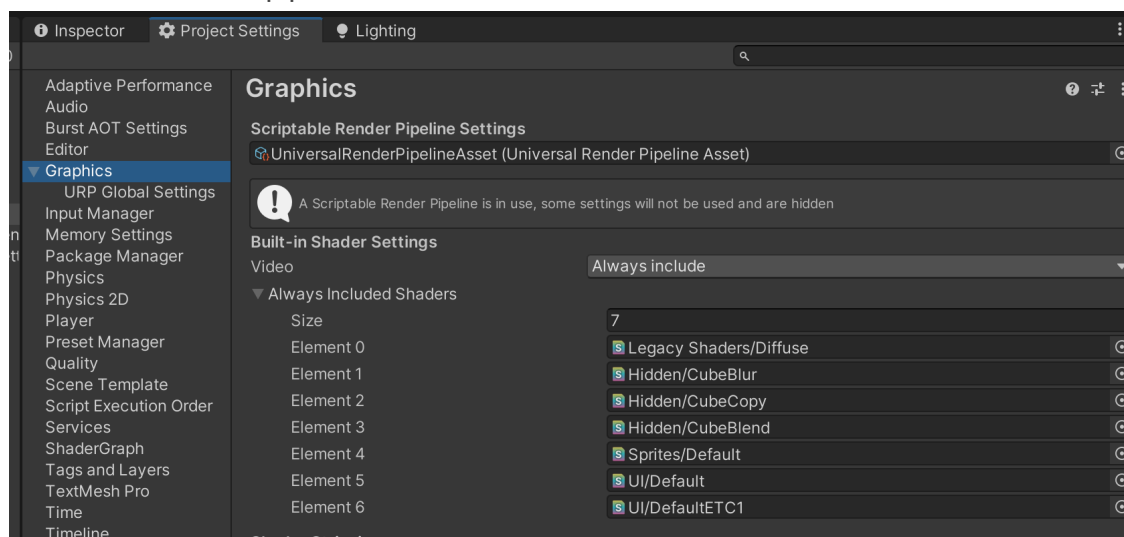 Inspector Project Settings Lighting
Adaptive Performance
Audio
Burst AOT Settings
Editor
Graphics
URP Global Settings
Input Manager
Memory Settings
Package Manager
Physics
Physics 2D
Player
Preset Manager
Quality
Scene Template
Script Execution Order
Services
ShaderGraph
Tags and Layers
TextMesh Pro
Time
Timeline
Graphics
Scriptable Render Pipeline Settings
UniversalRenderPipelineAsset (Universal Render Pipeline Asset)
A Scriptable Render Pipeline is in use, some settings will not be used and are hidden
Built-in Shader Settings
Video Always include
Always Included Shaders
Size 7
Element 0 Legacy Shaders/Diffuse
Element 1 Hidden/CubeBlur
Element 2 Hidden/CubeCopy
Element 3 Hidden/CubeBlend
Element 4 Sprites/Default
Element 5 UI/Default
Element 6 UI/DefaultETC1